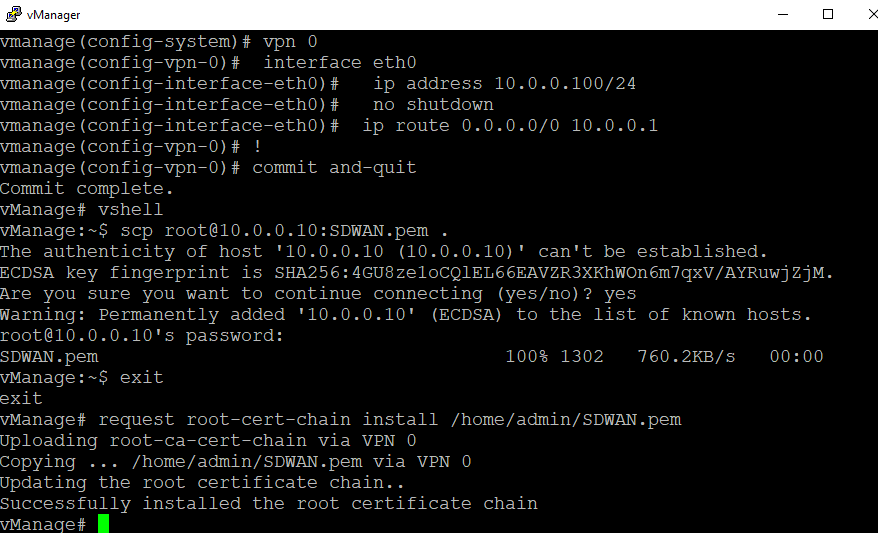 vManager
vmanage(config-system)# vpn 0
vmanage(config-vpn-0)#  interface eth0
vmanage(config-interface-eth0)#   ip address 10.0.0.100/24
vmanage(config-interface-eth0)#   no shutdown
vmanage(config-interface-eth0)#  ip route 0.0.0.0/0 10.0.0.1
vmanage(config-vpn-0)# !
vmanage(config-vpn-0)# commit and-quit
Commit complete.
vManage# vshell
vManage:~$ scp root@10.0.0.10:SDWAN.pem .
The authenticity of host '10.0.0.10 (10.0.0.10)' can't be established.
ECDSA key fingerprint is SHA256:4GU8ze1oCQlEL66EAVZR3XKhWOn6m7qxV/AYRuwjZjM.
Are you sure you want to continue connecting (yes/no)? yes
Warning: Permanently added '10.0.0.10' (ECDSA) to the list of known hosts.
root@10.0.0.10's password:
SDWAN.pem                                     100% 1302   760.2KB/s   00:00
vManage:~$ exit
exit
vManage# request root-cert-chain install /home/admin/SDWAN.pem
Uploading root-ca-cert-chain via VPN 0
Copying ... /home/admin/SDWAN.pem via VPN 0
Updating the root certificate chain..
Successfully installed the root certificate chain
vManage#